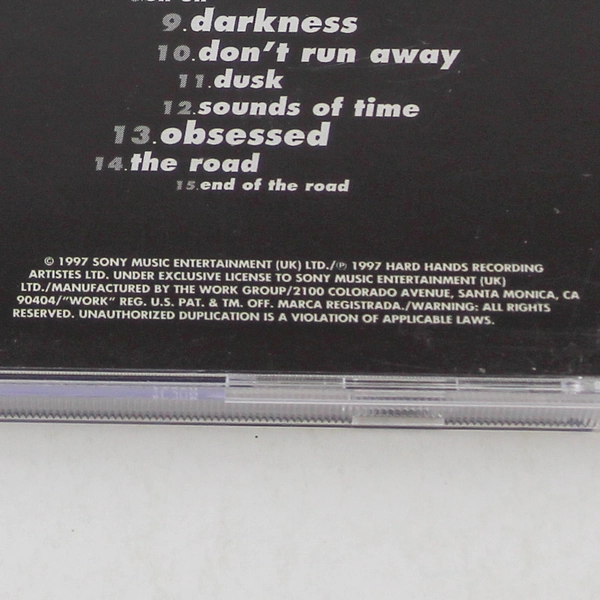 9.darkness
10.don't run away
11.dusk
12.sounds of time
13.obsessed
14.the road
15.end of the road
© 1997 SONY MUSIC ENTERTAINMENT (UK) LTD./℗ 1997 HARD HANDS RECORDING
ARTISTES LTD. UNDER EXCLUSIVE LICENSE TO SONY MUSIC ENTERTAINMENT (UK)
LTD./MANUFACTURED BY THE WORK GROUP/2100 COLORADO AVENUE, SANTA MONICA, CA
90404/"WORK" REG. U.S. PAT. & TM. OFF. MARCA REGISTRADA./WARNING: ALL RIGHTS
RESERVED. UNAUTHORIZED DUPLICATION IS A VIOLATION OF APPLICABLE LAWS.